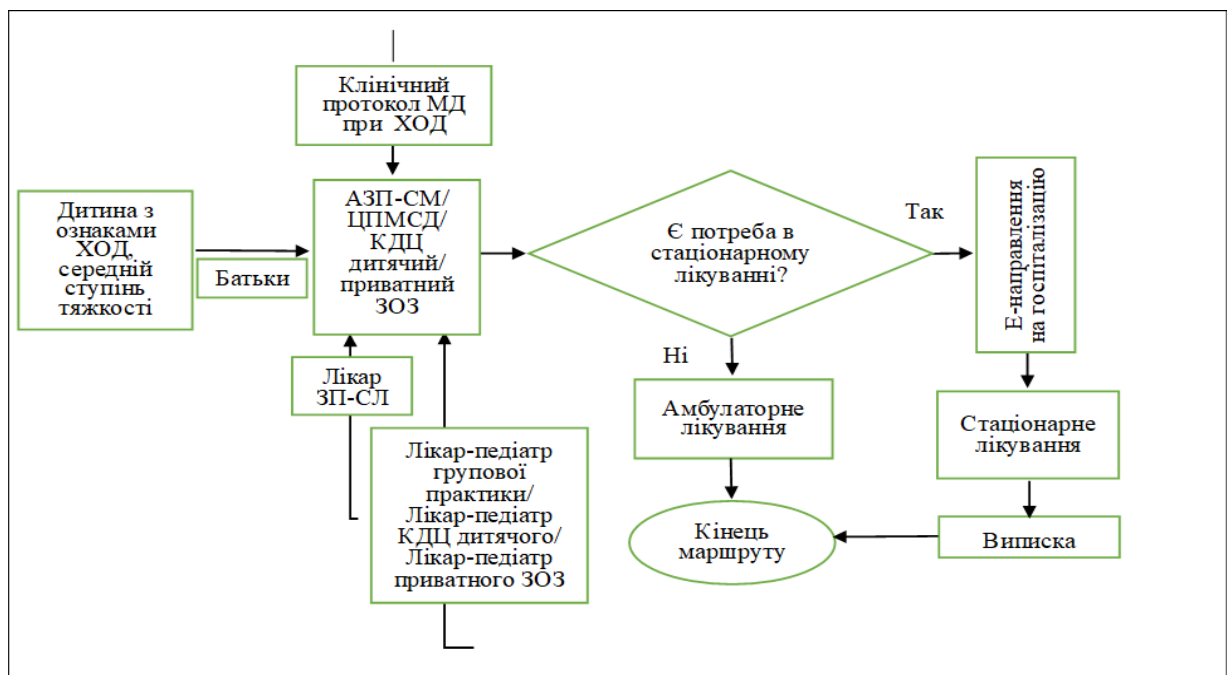 Клінічний
протокол МД
при ХОД
Дитина з
ознаками
ХОД,
середній
ступінь
тяжкості
Батьки
АЗП-СМ/
ЦПМСД/
КДЦ
дитячий/
приватний
ЗОЗ
Лікар
ЗП-СЛ
Лікар-педіатр
групової
практики/
Лікар-педіатр
КДЦ дитячого/
Лікар-педіатр
приватного ЗОЗ
Є потреба в
стаціонарному
лікуванні?
Так
Ні
Е-направлення
на госпіталізацію
Амбулаторне
лікування
Стаціонарне
лікування
Кінець
маршруту
Виписка